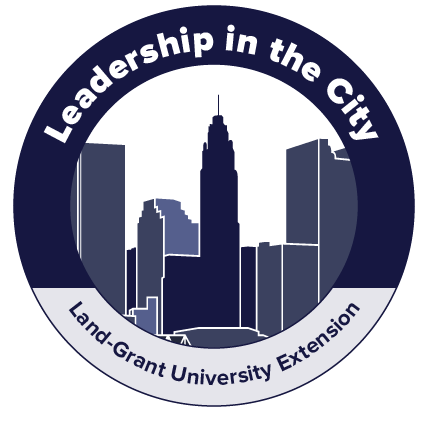 Leadership in the City
Land-Grant University Extension